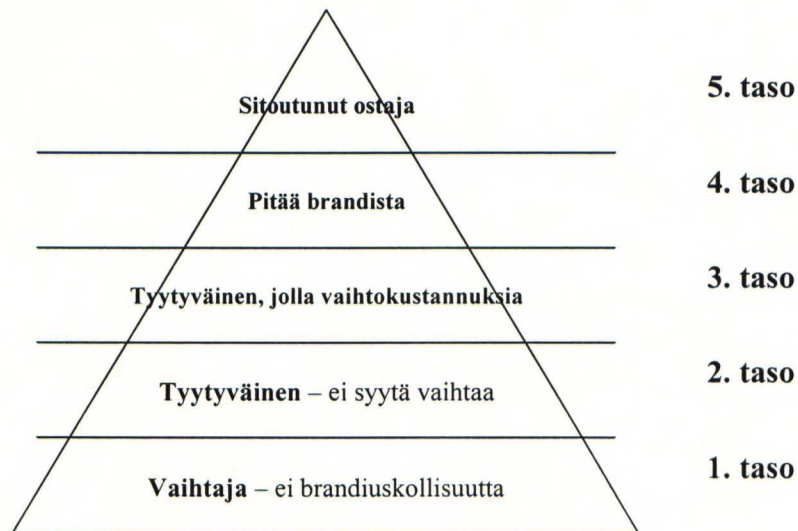 Sitoutunut ostaja
5. taso
Pitää brandista
4. taso
Tyytyväinen, jolla vaihtokustannuksia
3. taso
Tyytyväinen – ei syytä vaihtaa
2. taso
Vaihtaja – ei brandiuskollisuutta
1. taso